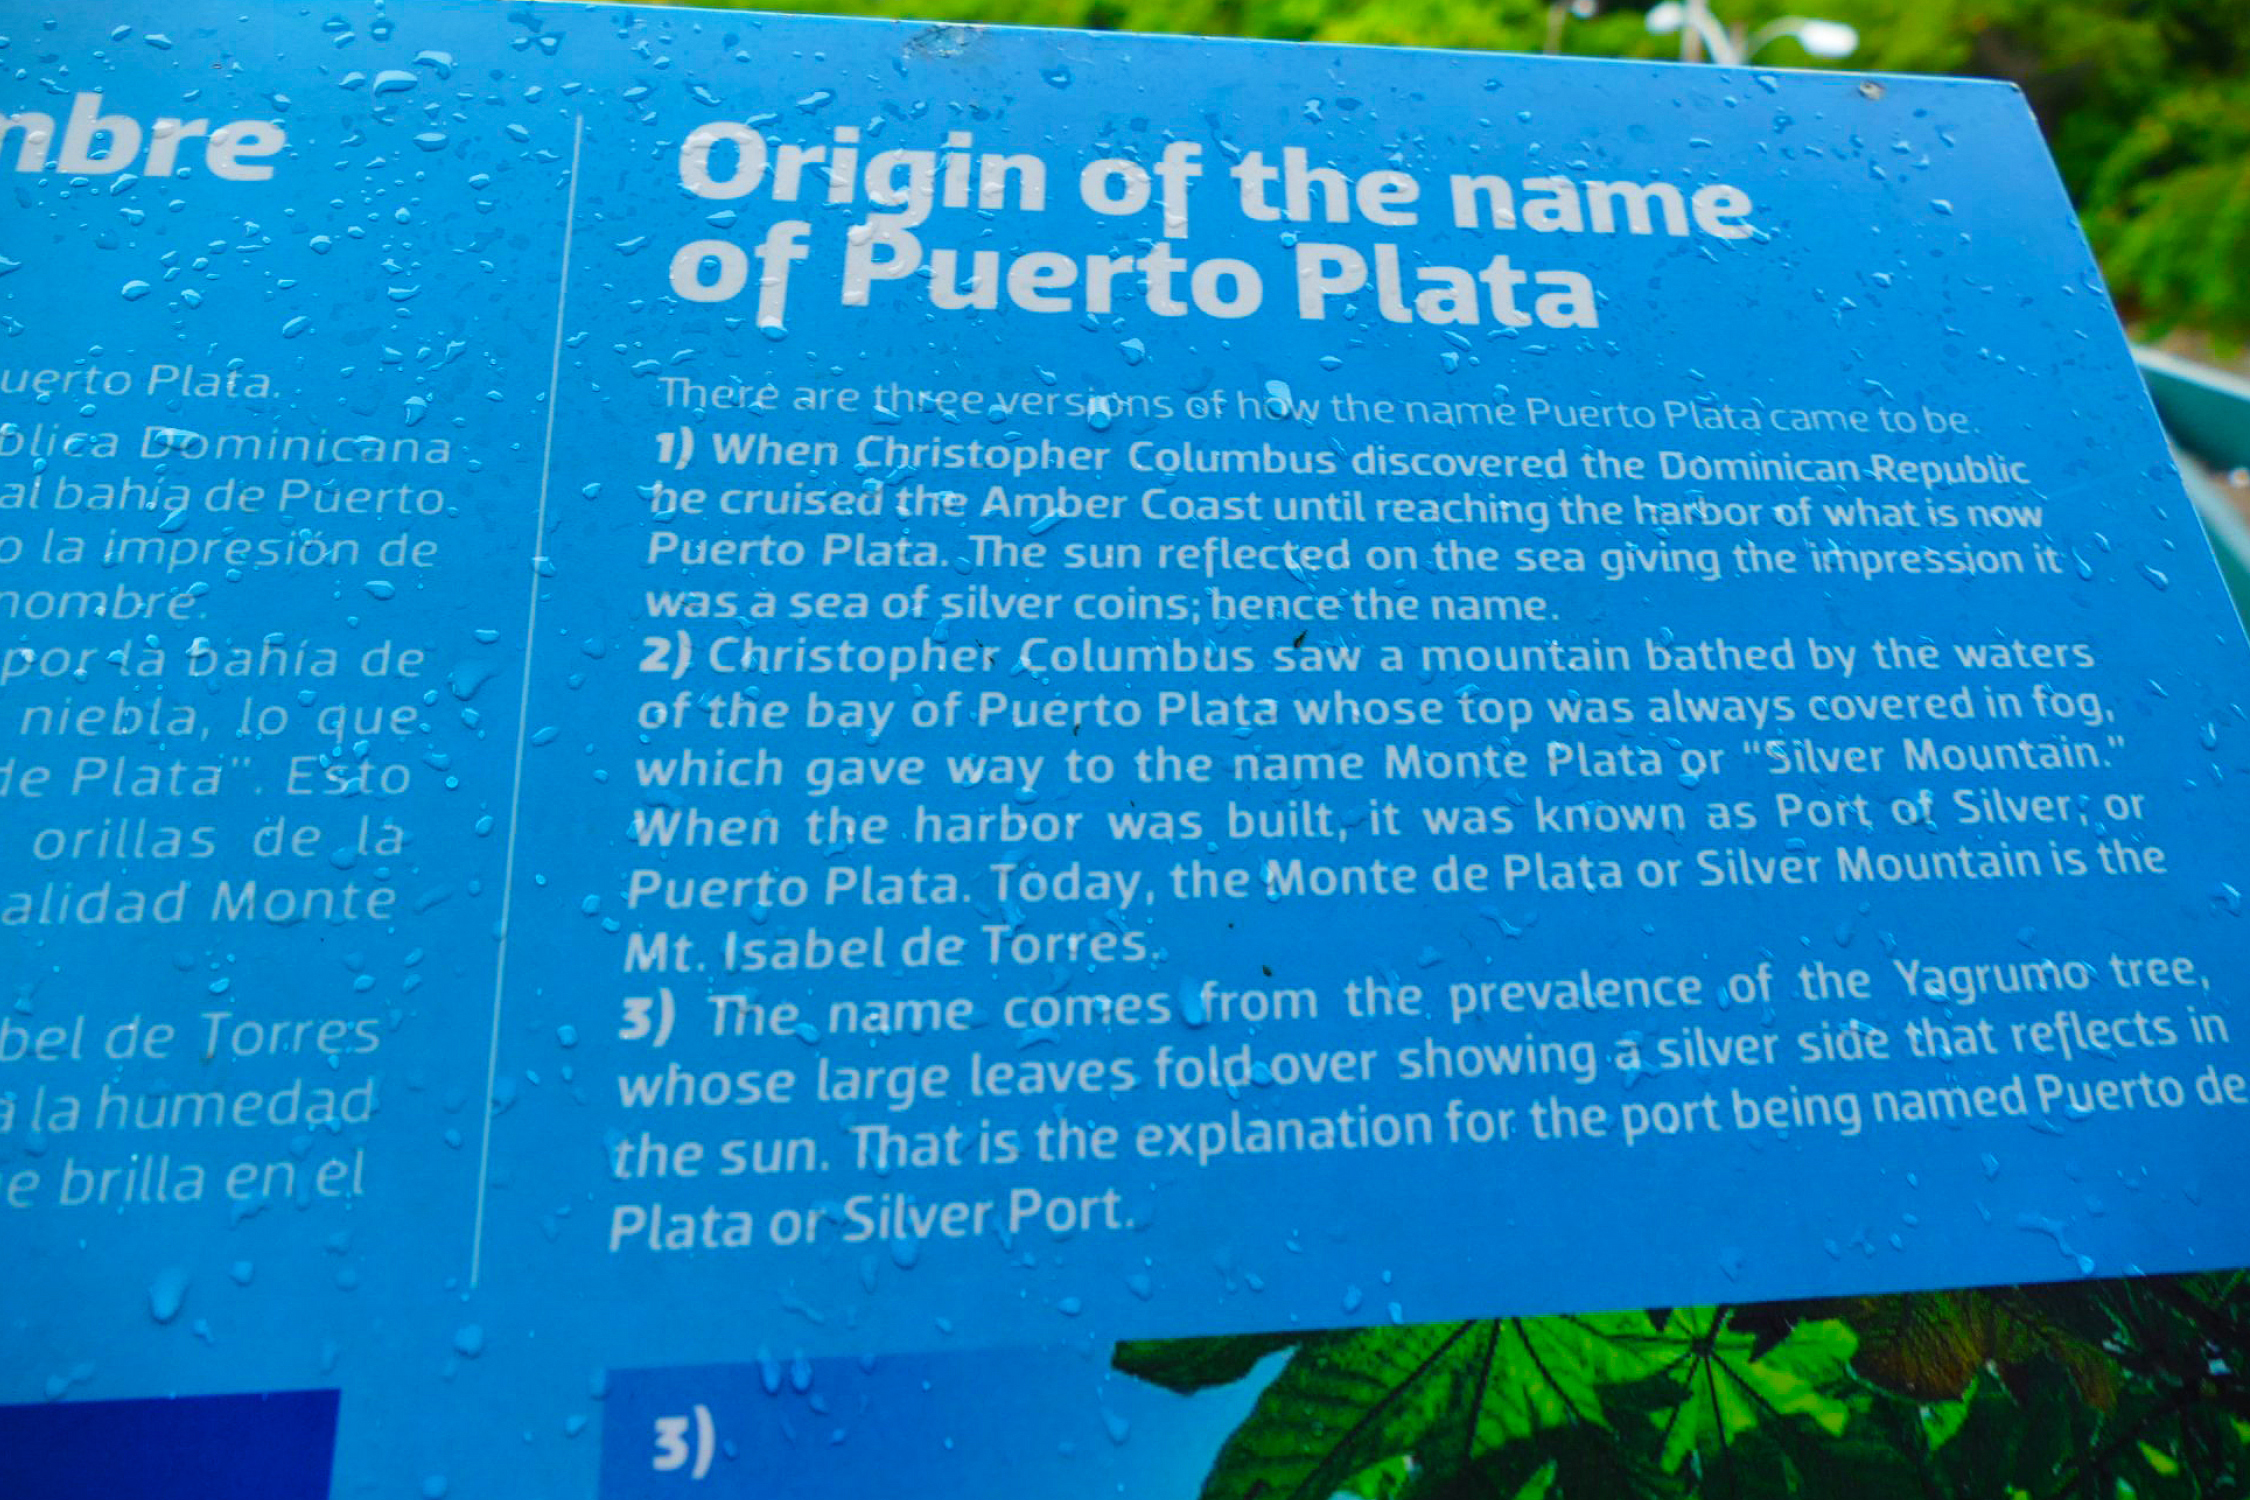 mbre
uerto Plata.
blica Dominicana
al bahía de Puerto
o la impresión de
nombre.
por la bahía de
niebla, lo que
de Plata". Esto
orillas de la
alidad Monte
bel de Torres
a la humedad
e brilla en el
Origin of the name
of Puerto Plata
There are three versions of how the name Puerto Plata came to be.
1) When Christopher Columbus discovered the Dominican Republic
he cruised the Amber Coast until reaching the harbor of what is now
Puerto Plata. The sun reflected on the sea giving the impression it
was a sea of silver coins; hence the name.
2) Christopher Columbus saw a mountain bathed by the waters
of the bay of Puerto Plata whose top was always covered in fog,
which gave way to the name Monte Plata or "Silver Mountain."
When the harbor was built, it was known as Port of Silver; or
Puerto Plata. Today, the Monte de Plata or Silver Mountain is the
Mt. Isabel de Torres.
3) The name comes from the prevalence of the Yagrumo tree,
whose large leaves fold over showing a silver side that reflects in
the sun. That is the explanation for the port being named Puerto de
Plata or Silver Port.
3)